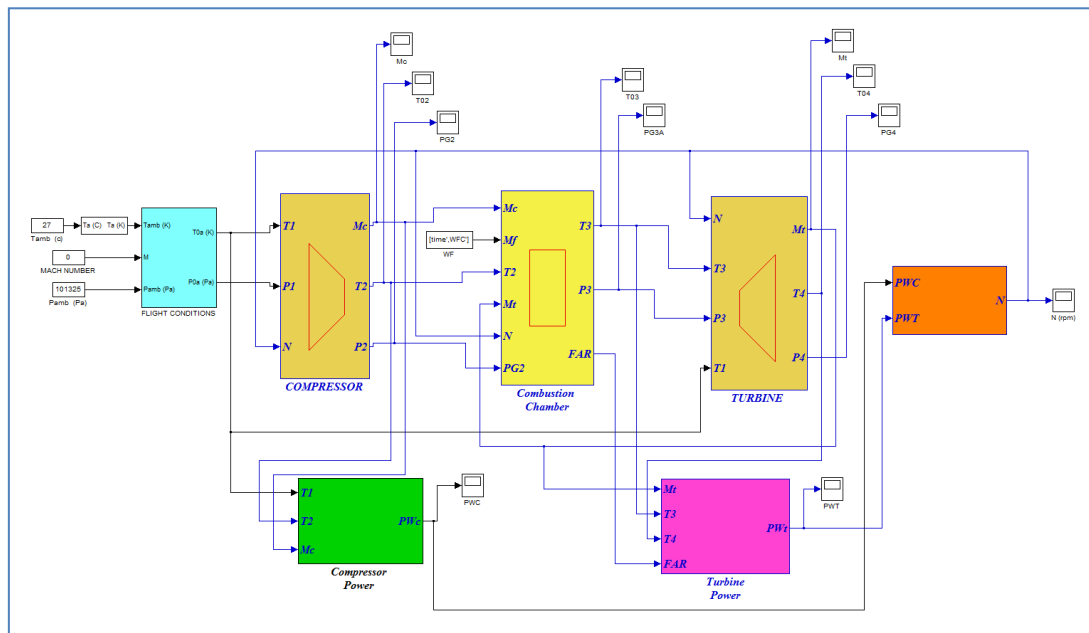 Mc
T02
PG2
T03
PG3A
Mt
T04
PG4
27
Tamb (c)
Ta (C) Ta (K)
0
MACH NUMBER
101325
Pamb (Pa)
Tamb (K)
M
Pamb (Pa)
T0a (K)
P0a (Pa)
FLIGHT CONDITIONS
T1
P1
N
Mc
T2
P2
COMPRESSOR
[time',WFC']
WF
Mc
Mf
T2
Mt
N
PG2
T3
P3
FAR
Combustion
Chamber
N
T3
P3
T1
Mt
T4
P4
TURBINE
PWC
PWT
N
N (rpm)
T1
T2
Mc
PWc
Compressor
Power
PWC
Mt
T3
T4
FAR
PWt
Turbine
Power
PWT